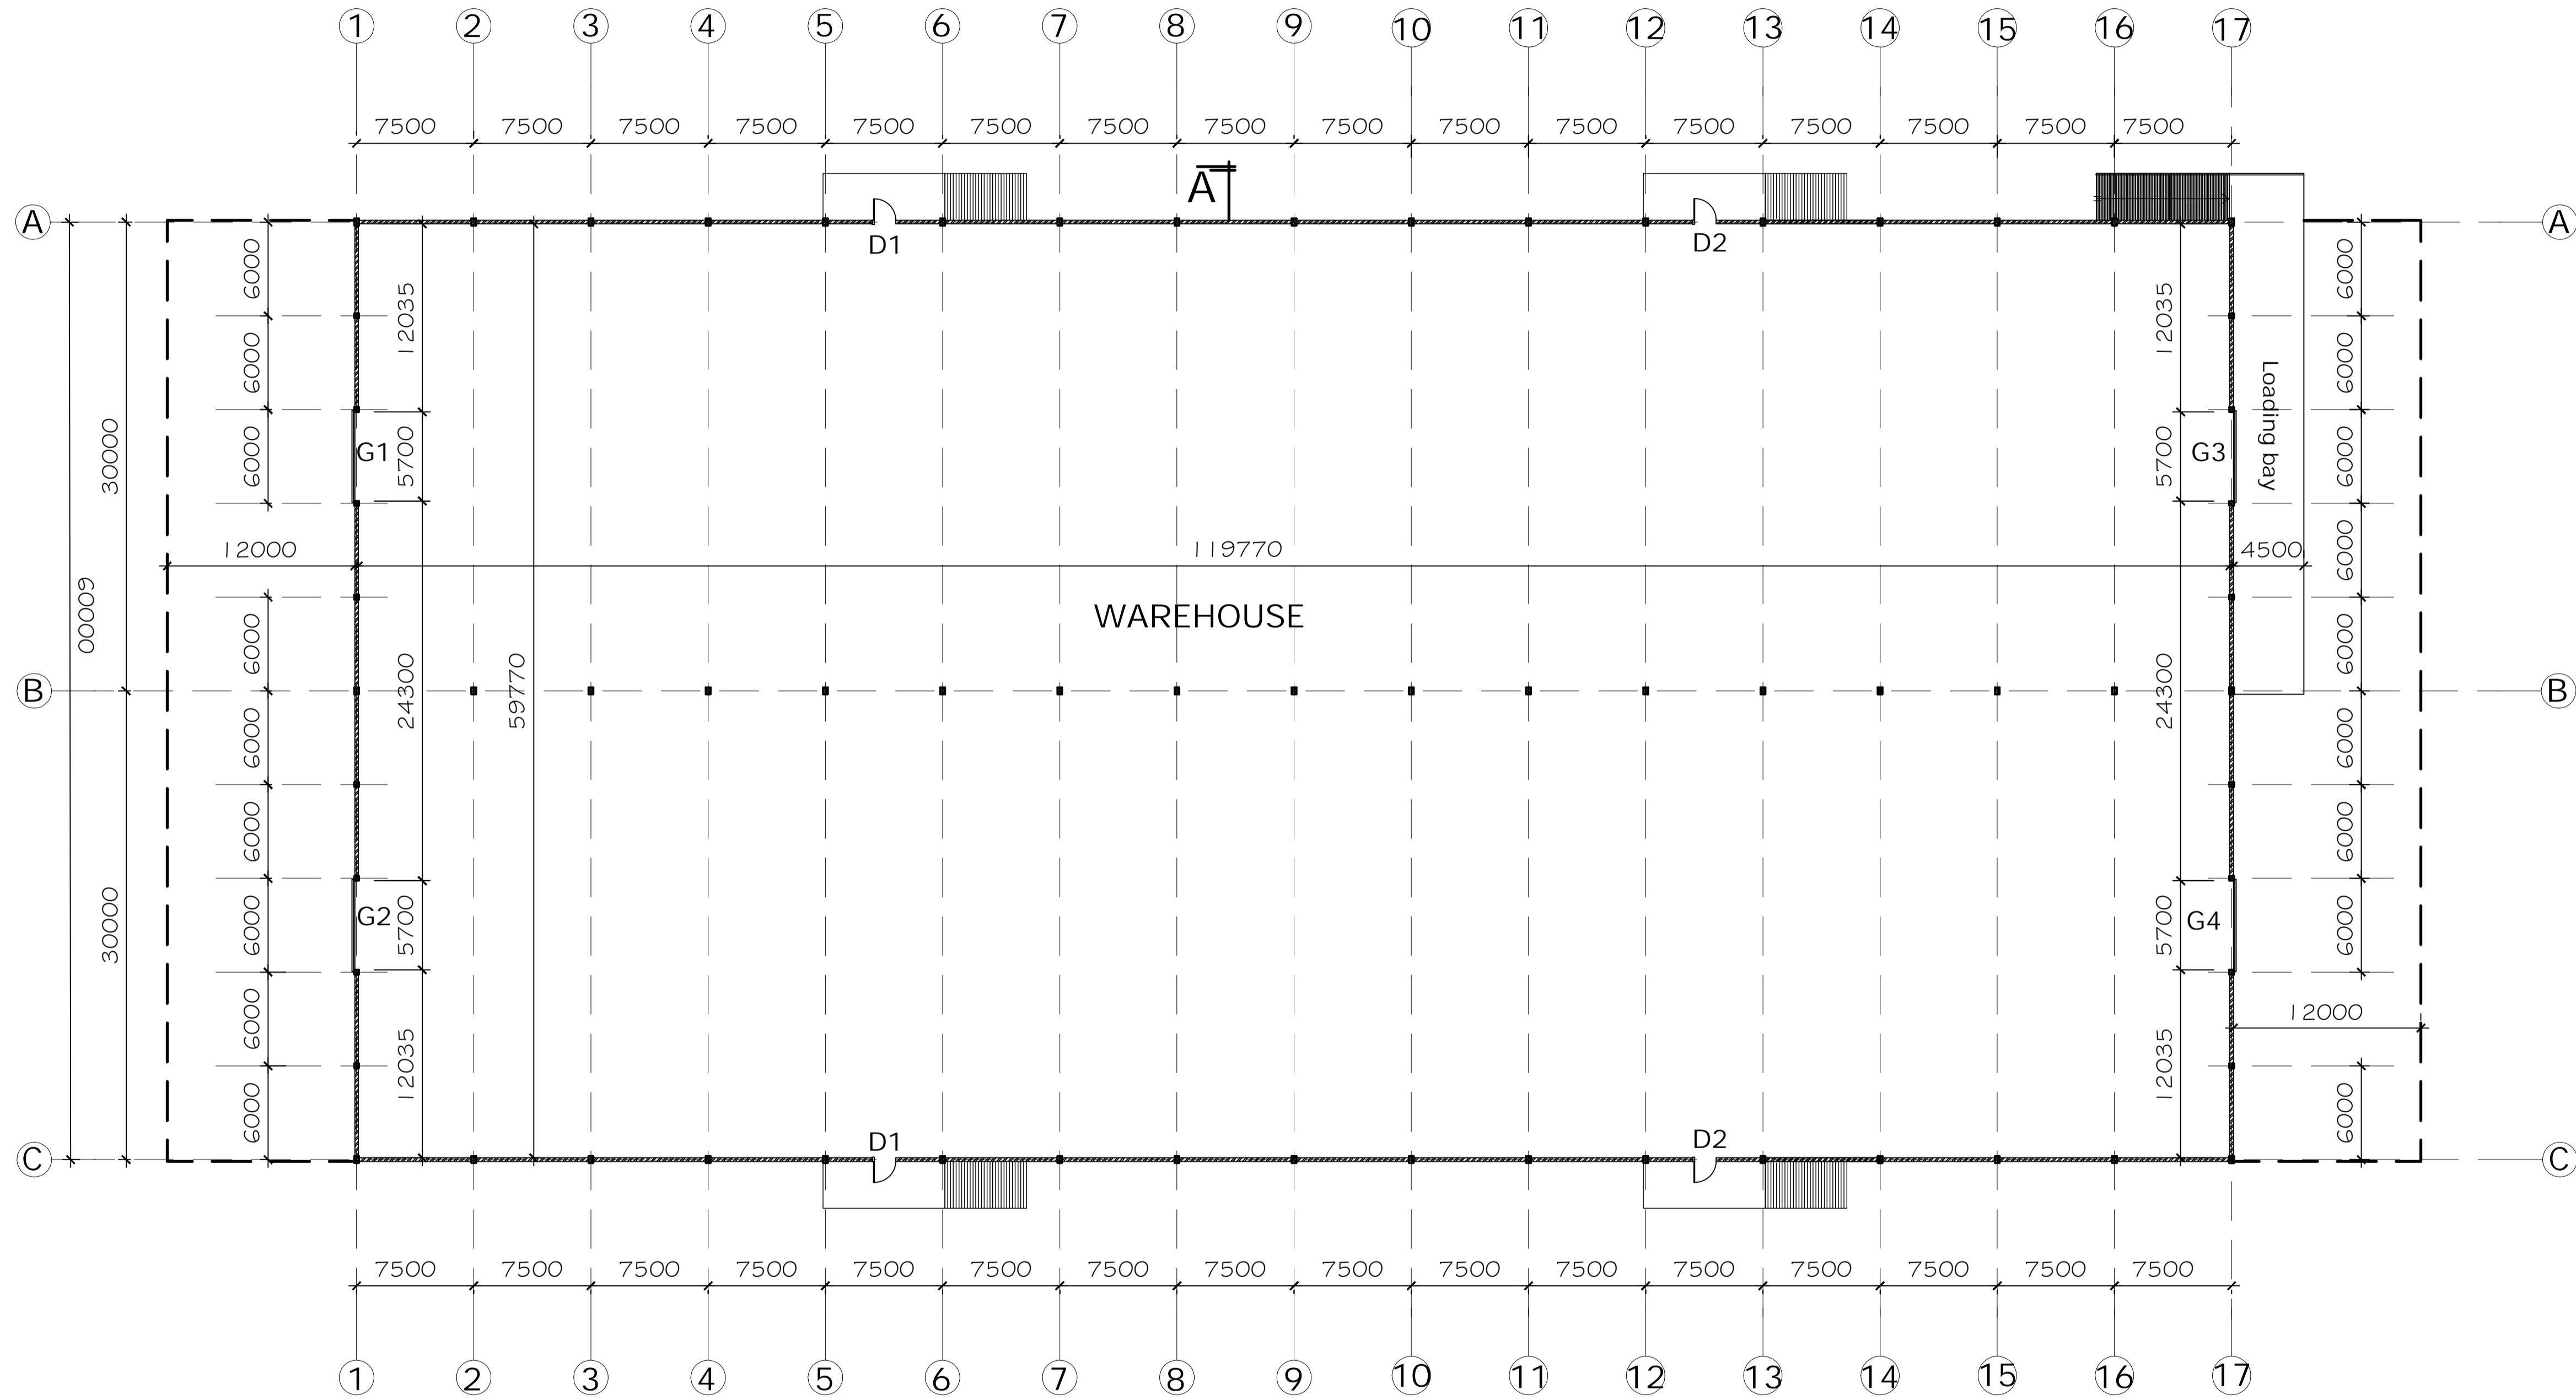 1 2 3 4 5 6 7 8 9 10 11 12 13 14 15 16 17
7500 7500 7500 7500 7500 7500 7500 7500 7500 7500 7500 7500 7500 7500 7500 7500
A
A A
D1 D2
6000 12035 12035 6000
6000 6000
30000
6000 G1 5700 5700 G3 Loading bay 6000
12000 119770 4500 6000
60000
WAREHOUSE
6000 6000
B B
24300 59770 24300
6000 6000
6000 6000
30000
6000 G2 5700 5700 G4 6000
12000
6000 12035 12035
6000 6000
D1 D2
C C
7500 7500 7500 7500 7500 7500 7500 7500 7500 7500 7500 7500 7500 7500 7500 7500
1 2 3 4 5 6 7 8 9 10 11 12 13 14 15 16 17